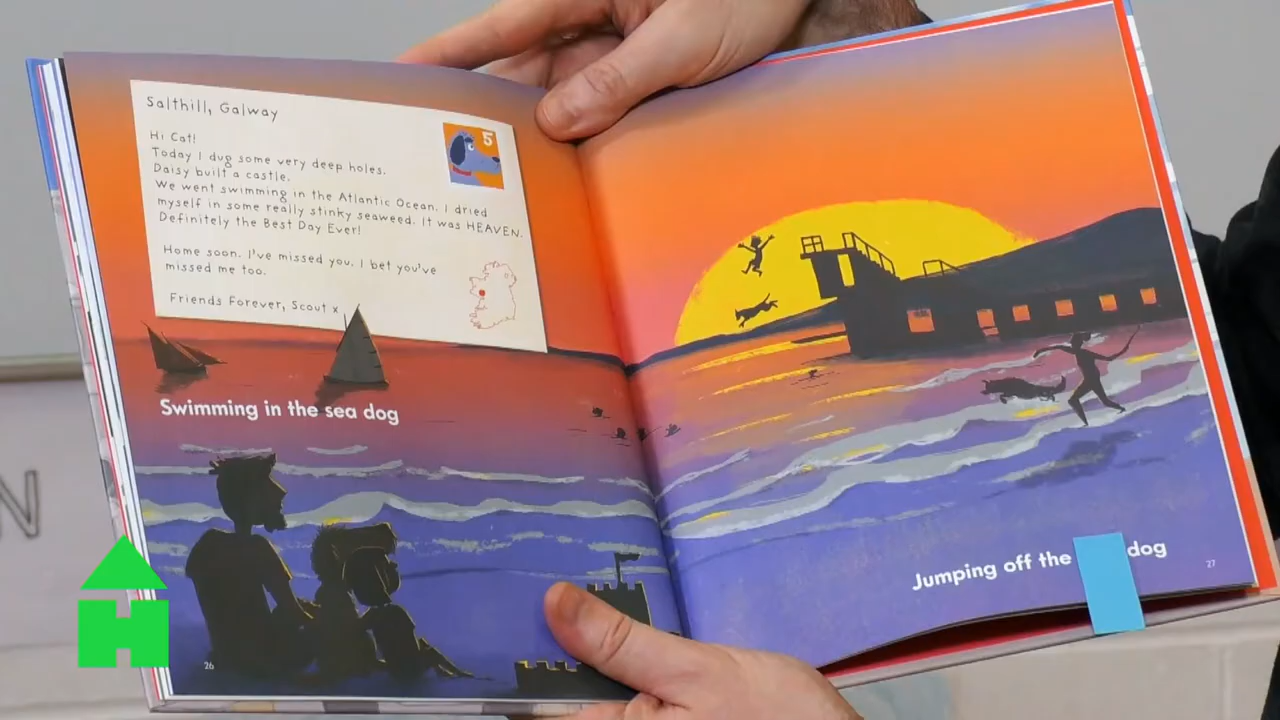 Salthill, Galway
Hi Cat!
Today I dug some very deep holes.
Daisy built a castle.
We went swimming in the Atlantic Ocean. I dried
myself in some really stinky seaweed. It was HEAVEN.
Definitely the Best Day Ever!
Home soon. I've missed you. I bet you've
missed me too.
Friends Forever, Scout x
5
Swimming in the sea dog
26
Jumping off the dog
27
N
H